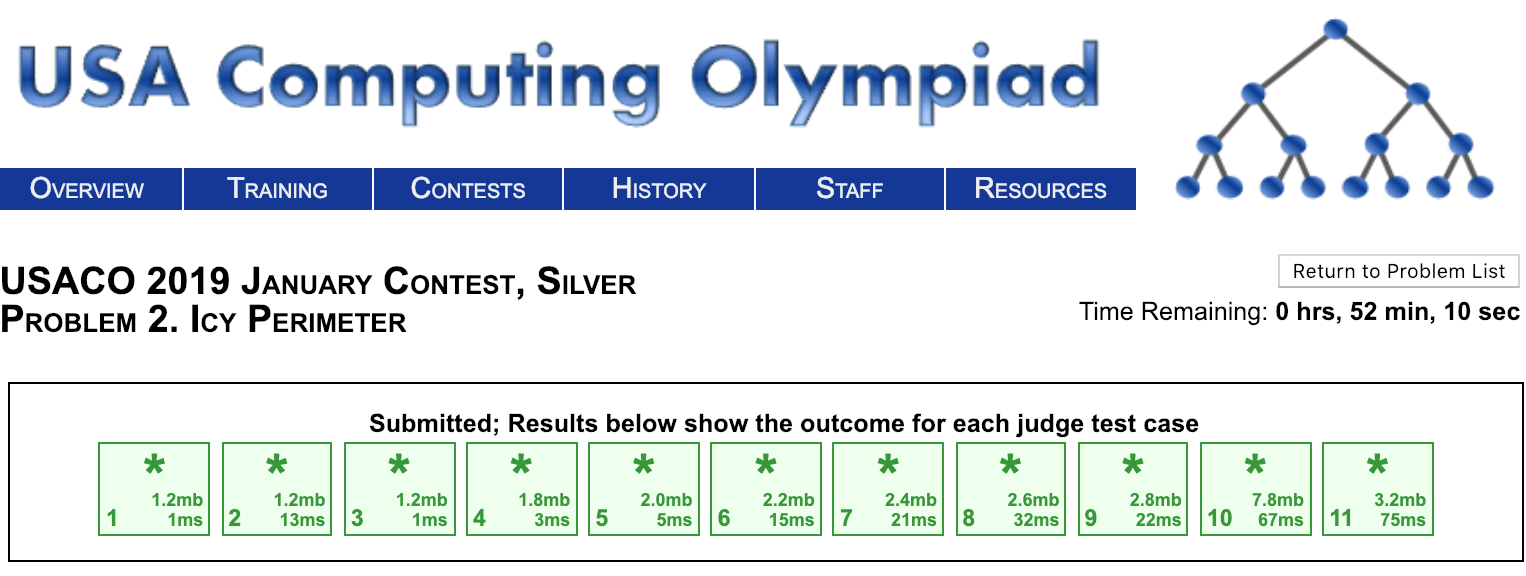 USA Computing Olympiad
Overview Training Contests History Staff Resources
USACO 2019 January Contest, Silver
Problem 2. Icy Perimeter
Return to Problem List
Time Remaining: 0 hrs, 52 min, 10 sec
Submitted; Results below show the outcome for each judge test case
* * * * * * * * * * *
1.2mb 1.2mb 1.2mb 1.8mb 2.0mb 2.2mb 2.4mb 2.6mb 2.8mb 7.8mb 3.2mb
1 1ms 2 13ms 3 1ms 4 3ms 5 5ms 6 15ms 7 21ms 8 32ms 9 22ms 10 67ms 11 75ms